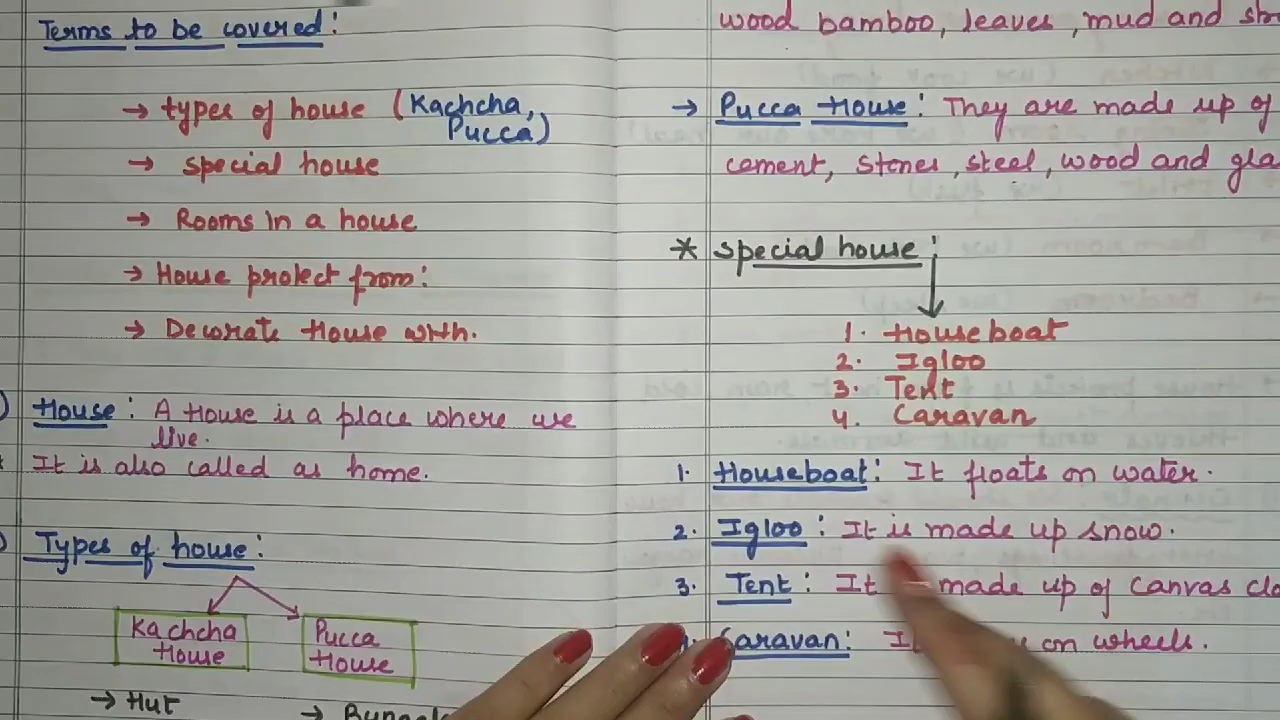 Terms to be covered:
→ types of house (Kachcha,
Pucca)
→ special house
→ Rooms in a house
→ House protect from:
→ Decorate House with.
House: A House is a place where we
live.
It is also called as home.
Types of house:
Kachcha
House
Pucca
House
→ Hut
→
wood bamboo, leaves, mud and
→ Pucca House: They are made up of
cement, stones, steel, wood and
* special house:
1. Houseboat
2. Igloo
3. Tent
4. Caravan
1. Houseboat: It floats on water.
2. Igloo: It is made up snow.
3. Tent: It made up of canvas
Caravan: on wheels.